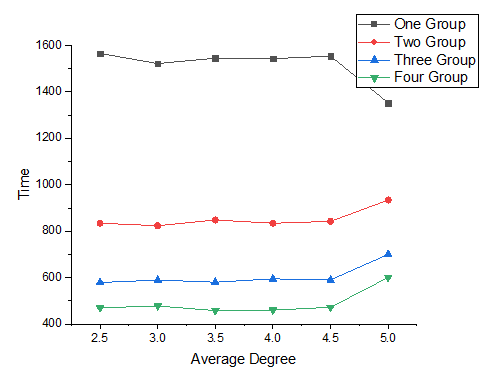 One Group
Two Group
Three Group
Four Group
1600
1400
1200
1000
800
600
400
Time
2.5 3.0 3.5 4.0 4.5 5.0
Average Degree